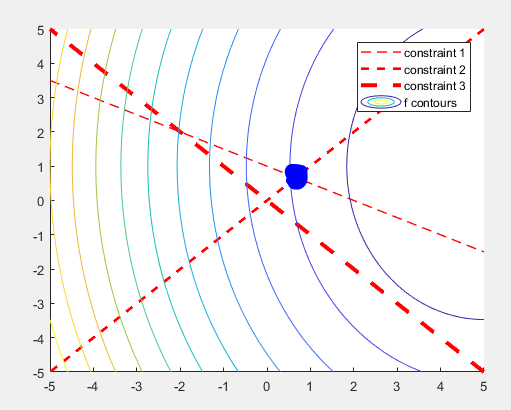 constraint 1
constraint 2
constraint 3
f contours
5
4
3
2
1
0
-1
-2
-3
-4
-5
-5 -4 -3 -2 -1 0 1 2 3 4 5